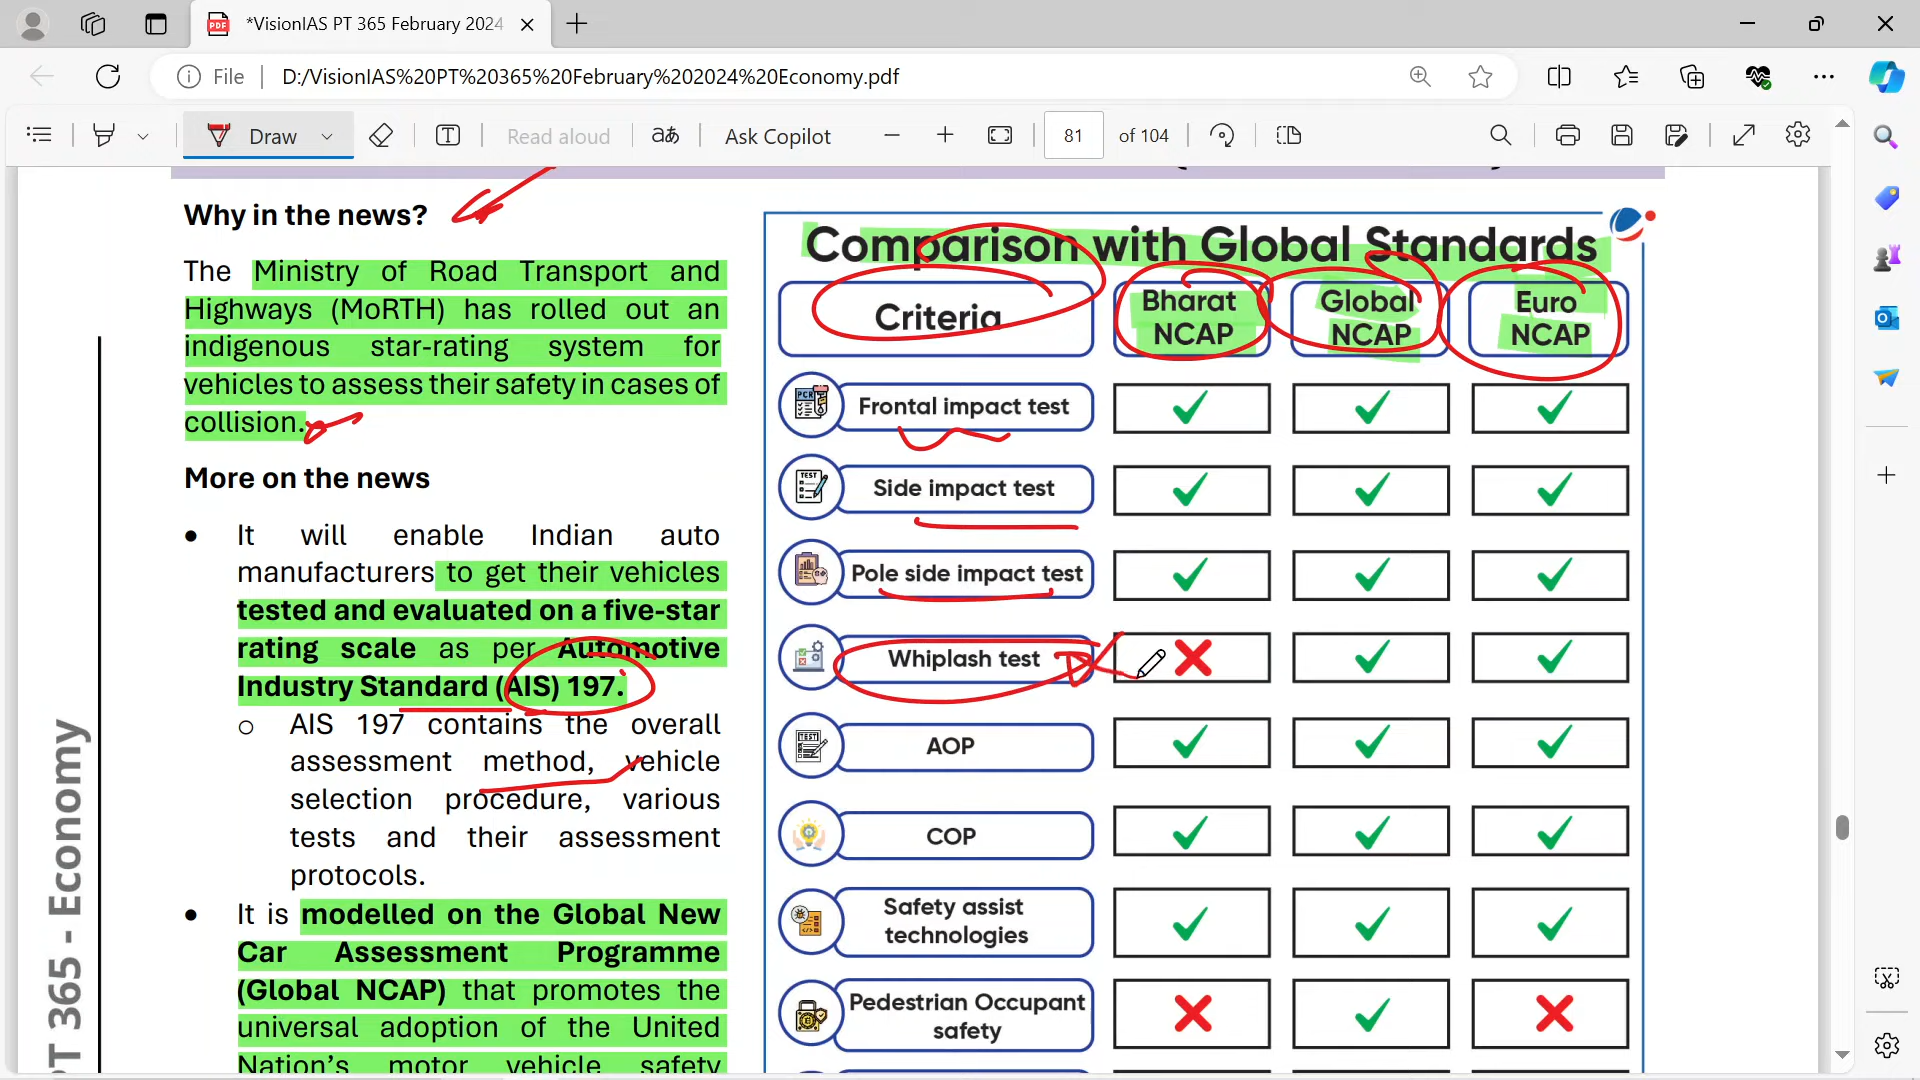 *VisionIAS PT 365 February 2024
File
D:/VisionIAS%20PT%20365%20February%202024%20Economy.pdf
Draw
Read aloud
aあ
Ask Copilot
81
of 104
Why in the news?
The Ministry of Road Transport and
Highways (MoRTH) has rolled out an
indigenous star-rating system for
vehicles to assess their safety in cases of
collision.
More on the news
• It will enable Indian auto
manufacturers to get their vehicles
tested and evaluated on a five-star
rating scale as per Automotive
Industry Standard (AIS) 197.
o AIS 197 contains the overall
assessment method, vehicle
selection procedure, various
tests and their assessment
protocols.
• It is modelled on the Global New
Car Assessment Programme
(Global NCAP) that promotes the
universal adoption of the United
Nation's motor vehicle safety
PT 365 - Economy
Comparison with Global Standards
Criteria
Bharat
NCAP
Global
NCAP
Euro
NCAP
Frontal impact test
Side impact test
Pole side impact test
Whiplash test
AOP
COP
Safety assist
technologies
Pedestrian Occupant
safety